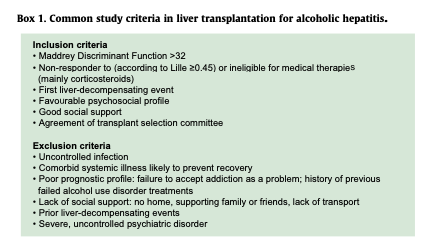 Box 1. Common study criteria in liver transplantation for alcoholic hepatitis.
Inclusion criteria
• Maddrey Discriminant Function >32
• Non-responder to (according to Lille ≥0.45) or ineligible for medical therapies
(mainly corticosteroids)
• First liver-decompensating event
• Favourable psychosocial profile
• Good social support
• Agreement of transplant selection committee
Exclusion criteria
• Uncontrolled infection
• Comorbid systemic illness likely to prevent recovery
• Poor prognostic profile: failure to accept addiction as a problem; history of previous
failed alcohol use disorder treatments
• Lack of social support: no home, supporting family or friends, lack of transport
• Prior liver-decompensating events
• Severe, uncontrolled psychiatric disorder